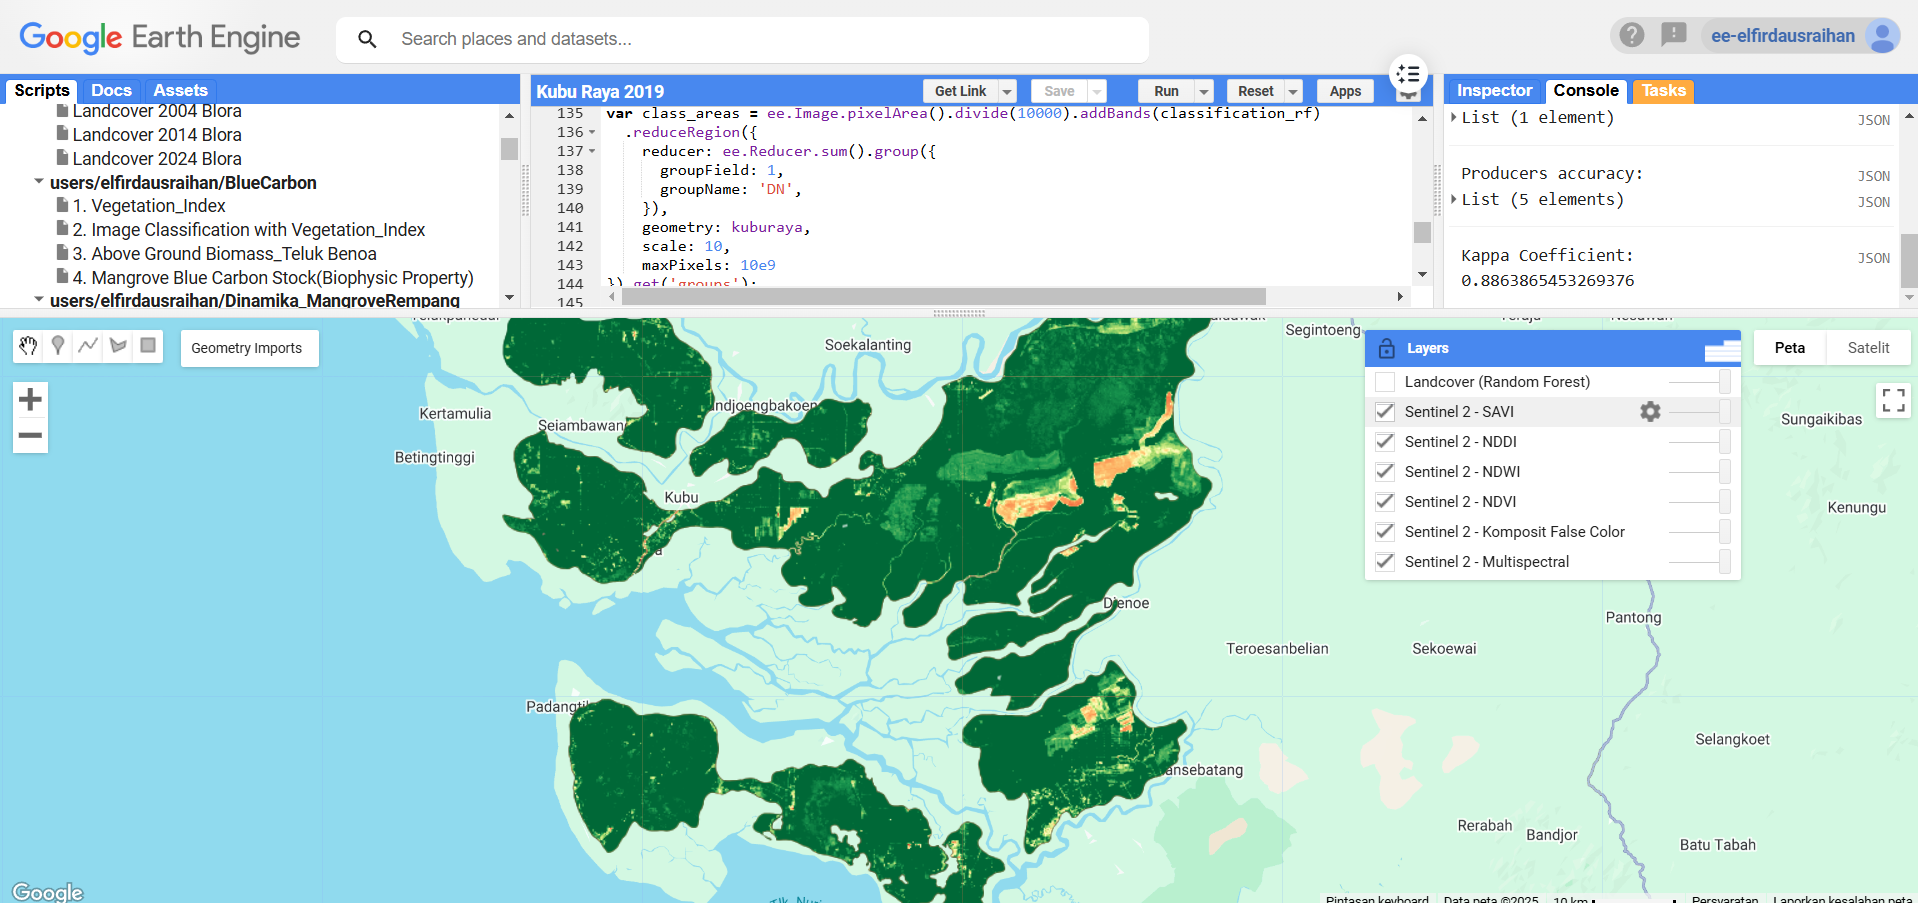 Google Earth Engine
Search places and datasets...
ee-elfirdausraihan
Scripts
Docs
Assets
Landcover 2004 Blora
Landcover 2014 Blora
Landcover 2024 Blora
users/elfirdausraihan/BlueCarbon
1. Vegetation_Index
2. Image Classification with Vegetation_Index
3. Above Ground Biomass_Teluk Benoa
4. Mangrove Blue Carbon Stock(Biophysic Property)
users/elfirdausraihan/Dinamika_MangroveRempang
Kubu Raya 2019
Get Link
Save
Run
Reset
Apps
135 var class_areas = ee.Image.pixelArea().divide(10000).addBands(classification_rf)
136 .reduceRegion({
137 reducer: ee.Reducer.sum().group({
138 groupField: 1,
139 groupName: 'DN',
140 }),
141 geometry: kuburaya,
142 scale: 10,
143 maxPixels: 10e9
144 }).get('groups');
145
Inspector
Console
Tasks
List (1 element)
JSON
Producers accuracy:
JSON
List (5 elements)
JSON
Kappa Coefficient:
JSON
0.8863865453269376
Geometry Imports
Layers
Landcover (Random Forest)
Sentinel 2 - SAVI
Sentinel 2 - NDDI
Sentinel 2 - NDWI
Sentinel 2 - NDVI
Sentinel 2 - Komposit False Color
Sentinel 2 - Multispectral
Peta
Satelit
Segintoeng
Soekalanting
Kertamulia
ndjoengbakoen
Seiambawang
Sungaikibas
Betingtinggi
Kubu
Kenungu
Dienoe
Pantong
Teroesanbelian
Sekoewai
Padangtik
Selangkoet
ansebatang
Rerabah
Bandjor
Batu Tabah
Google
Pintasan keyboard
Data peta ©2025
10 km
Persyaratan
Laporkan kesalahan peta